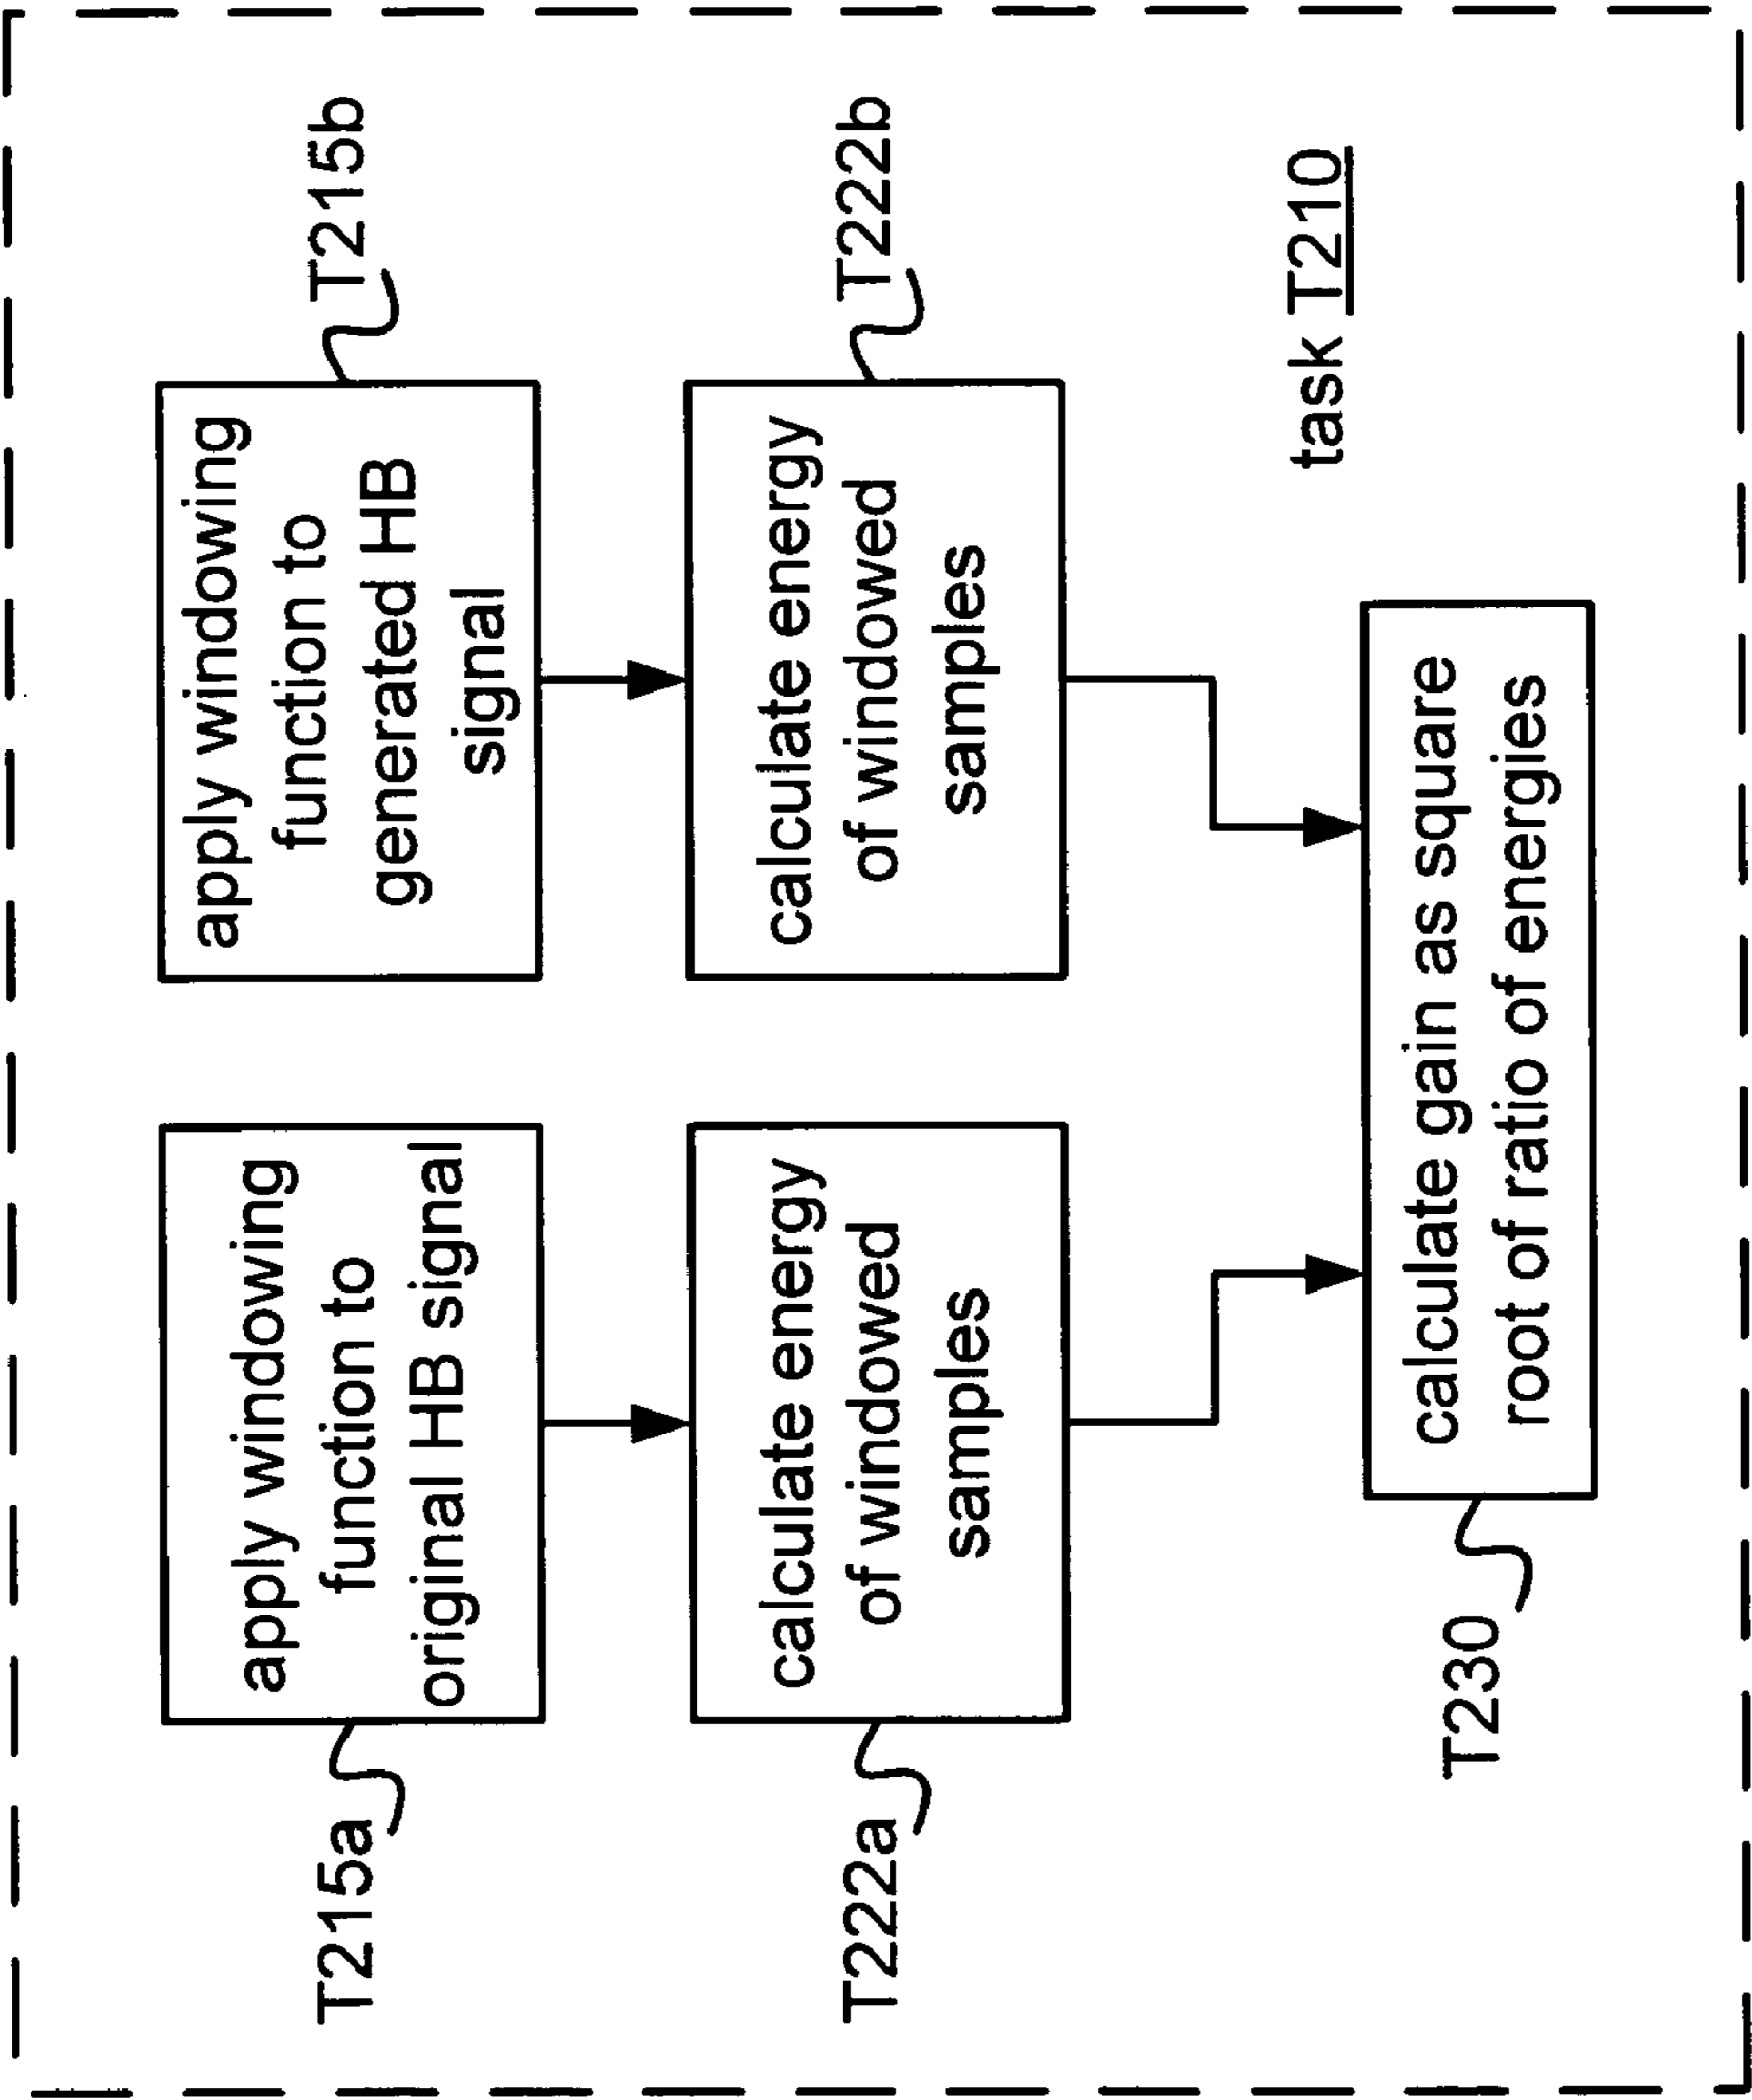 T215a
apply windowing
function to
original HB signal
apply windowing
function to
generated HB
signal
T215b
T222a
calculate energy
of windowed
samples
calculate energy
of windowed
samples
T222b
T230
calculate gain as square
root of ratio of energies
task T210